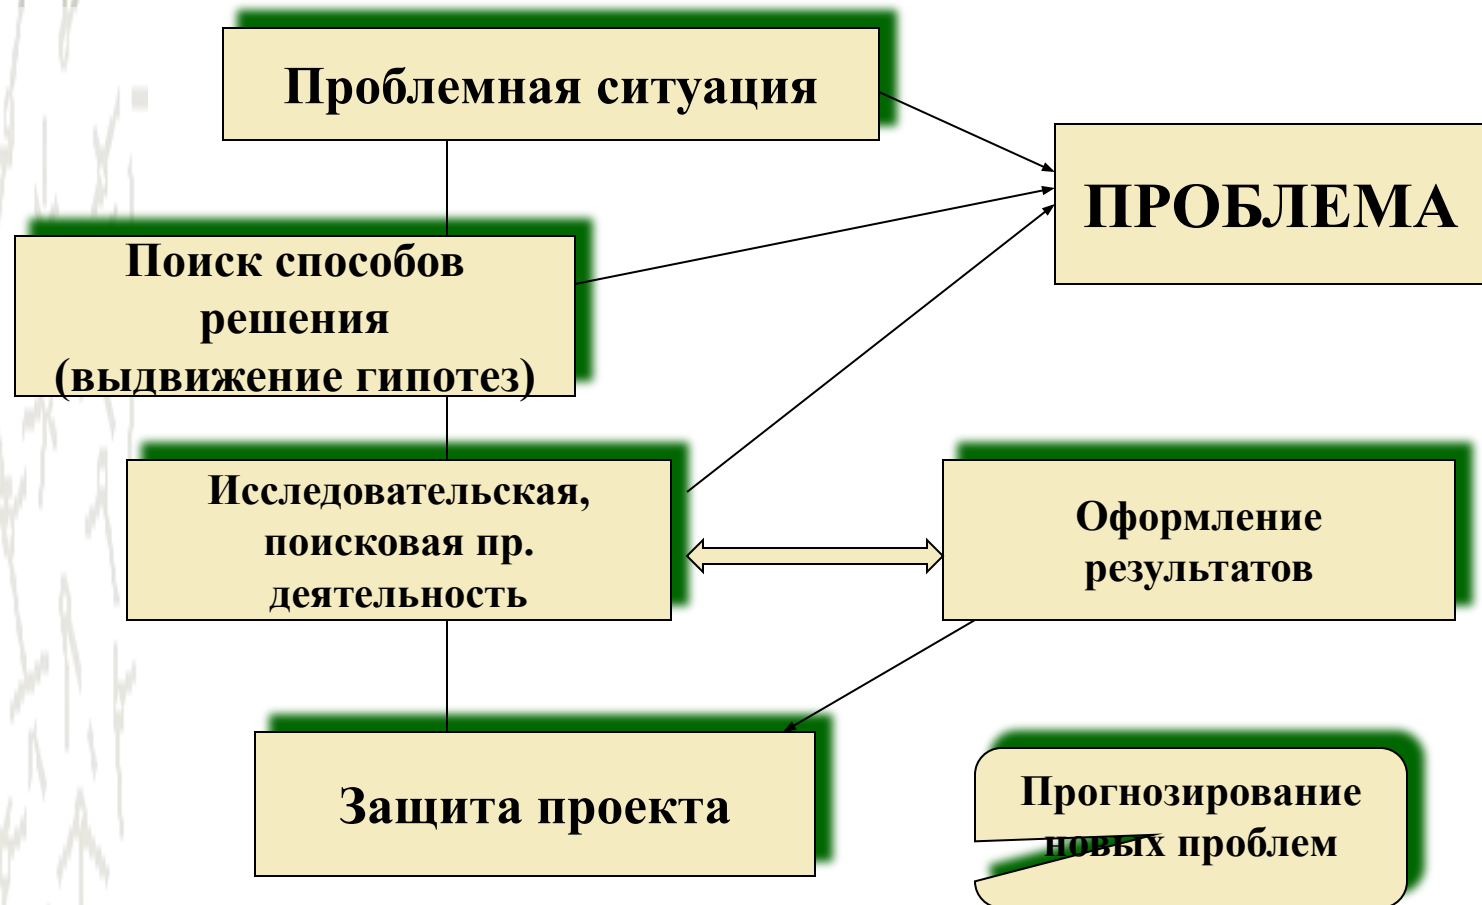 Проблемная ситуация
ПРОБЛЕМА
Поиск способов
решения
(выдвижение гипотез)
Исследовательская,
поисковая пр.
деятельность
Оформление
результатов
Защита проекта
Прогнозирование
новых проблем